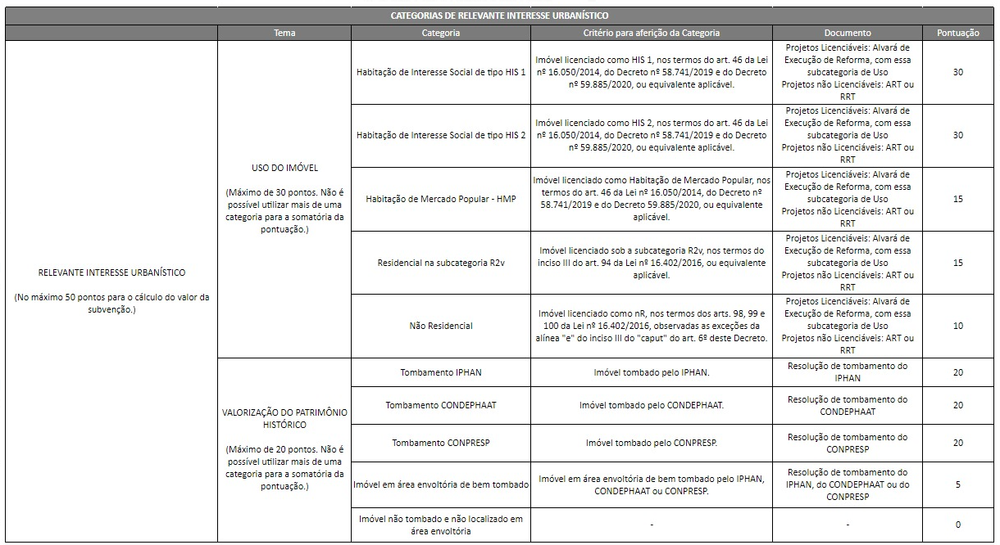 CATEGORIAS DE RELEVANTE INTERESSE URBANÍSTICO
Tema
Categoria
Critério para aferição da Categoria
Documento
Pontuação
RELEVANTE INTERESSE URBANÍSTICO
(No máximo 50 pontos para o cálculo do valor da
subvenção.)
USO DO IMÓVEL
(Máximo de 30 pontos. Não é
possível utilizar mais de uma
categoria para a somatória da
pontuação.)
Habitação de Interesse Social de tipo HIS 1
Imóvel licenciado como HIS 1, nos termos do art. 46 da Lei
nº 16.050/2014, do Decreto nº 58.741/2019 e do Decreto
nº 59.885/2020, ou equivalente aplicável.
Projetos Licenciáveis: Alvará de
Execução de Reforma, com essa
subcategoria de Uso
Projetos não Licenciáveis: ART ou
RRT
30
Habitação de Interesse Social de tipo HIS 2
Imóvel licenciado como HIS 2, nos termos do art. 46 da Lei
nº 16.050/2014, do Decreto nº 58.741/2019 e do Decreto
nº 59.885/2020, ou equivalente aplicável.
Projetos Licenciáveis: Alvará de
Execução de Reforma, com essa
subcategoria de Uso
Projetos não Licenciáveis: ART ou
RRT
30
Habitação de Mercado Popular - HMP
Imóvel licenciado como Habitação de Mercado Popular, nos
termos do art. 46 da Lei nº 16.050/2014, do Decreto nº
58.741/2019 e do Decreto 59.885/2020, ou equivalente
aplicável.
Projetos Licenciáveis: Alvará de
Execução de Reforma, com essa
subcategoria de Uso
Projetos não Licenciáveis: ART ou
RRT
15
Residencial na subcategoria R2v
Imóvel licenciado sob a subcategoria R2v, nos termos do
inciso III do art. 94 da Lei nº 16.402/2016, ou equivalente
aplicável.
Projetos Licenciáveis: Alvará de
Execução de Reforma, com essa
subcategoria de Uso
Projetos não Licenciáveis: ART ou
RRT
15
Não Residencial
Imóvel licenciado como nR, nos termos dos arts. 98, 99 e
100 da Lei nº 16.402/2016, observadas as exceções da
alínea "e" do inciso III do "caput" do art. 6º deste Decreto.
Projetos Licenciáveis: Alvará de
Execução de Reforma, com essa
subcategoria de Uso
Projetos não Licenciáveis: ART ou
RRT
10
VALORIZAÇÃO DO PATRIMÔNIO
HISTÓRICO
(Máximo de 20 pontos. Não é
possível utilizar mais de uma
categoria para a somatória da
pontuação.)
Tombamento IPHAN
Imóvel tombado pelo IPHAN.
Resolução de tombamento do
IPHAN
20
Tombamento CONDEPHAAT
Imóvel tombado pelo CONDEPHAAT.
Resolução de tombamento do
CONDEPHAAT
20
Tombamento CONPRESP
Imóvel tombado pelo CONPRESP.
Resolução de tombamento do
CONPRESP
20
Imóvel em área envoltória de bem tombado
Imóvel em área envoltória de bem tombado pelo IPHAN,
CONDEPHAAT ou CONPRESP.
Resolução de tombamento do
IPHAN, do CONDEPHAAT ou do
CONPRESP
5
Imóvel não tombado e não localizado em
área envoltória
-
-
0